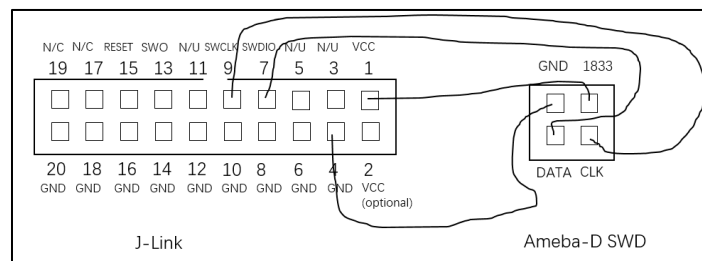 N/C N/C RESET SWO N/U SWCLK SWDIO N/U N/U VCC
19 17 15 13 11 9 7 5 3 1
GND 1833
20 18 16 14 12 10 8 6 4 2
GND GND GND GND GND GND GND GND GND VCC
(optional)
DATA CLK
J-Link
Ameba-D SWD